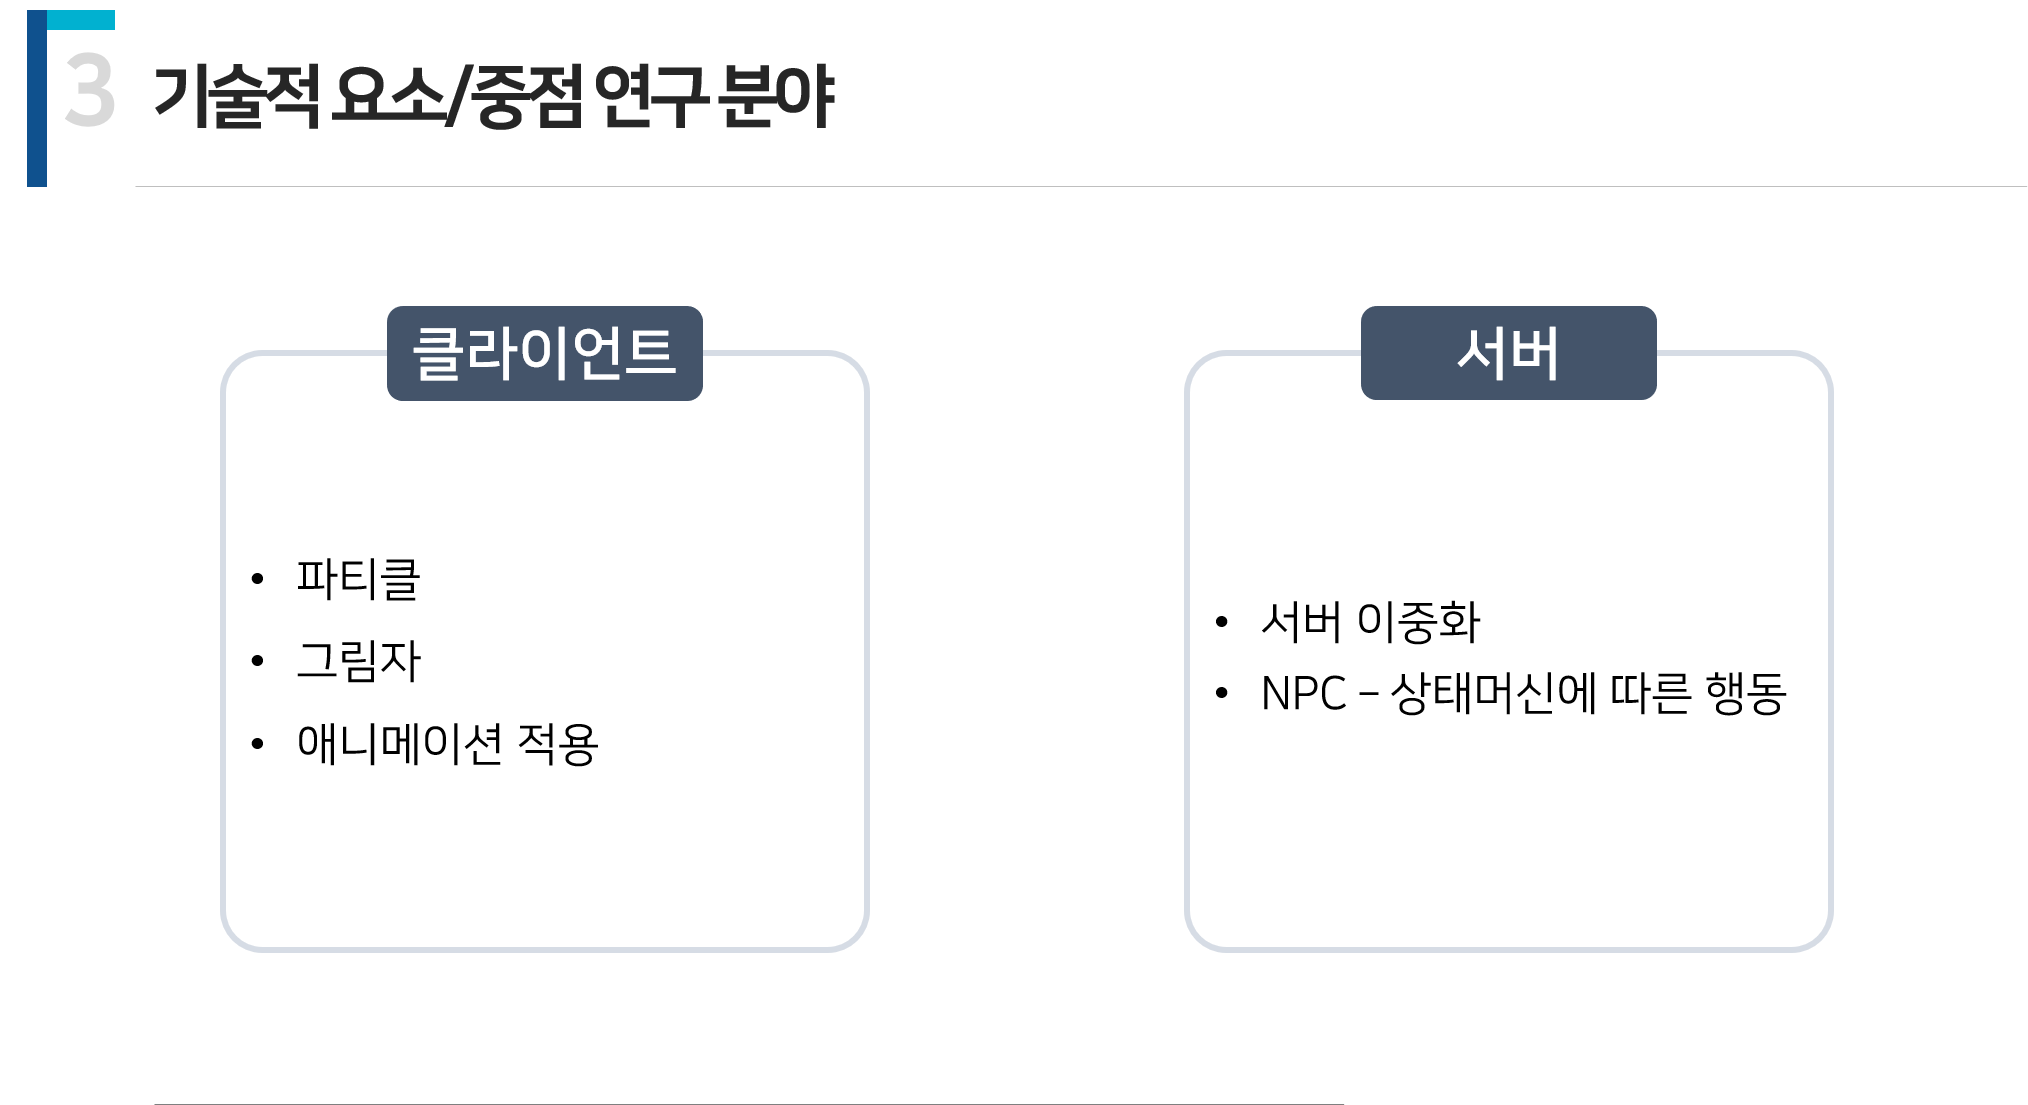 3
기술적 요소/중점 연구 분야
클라이언트
• 파티클
• 그림자
• 애니메이션 적용
서버
• 서버 이중화
• NPC – 상태머신에 따른 행동